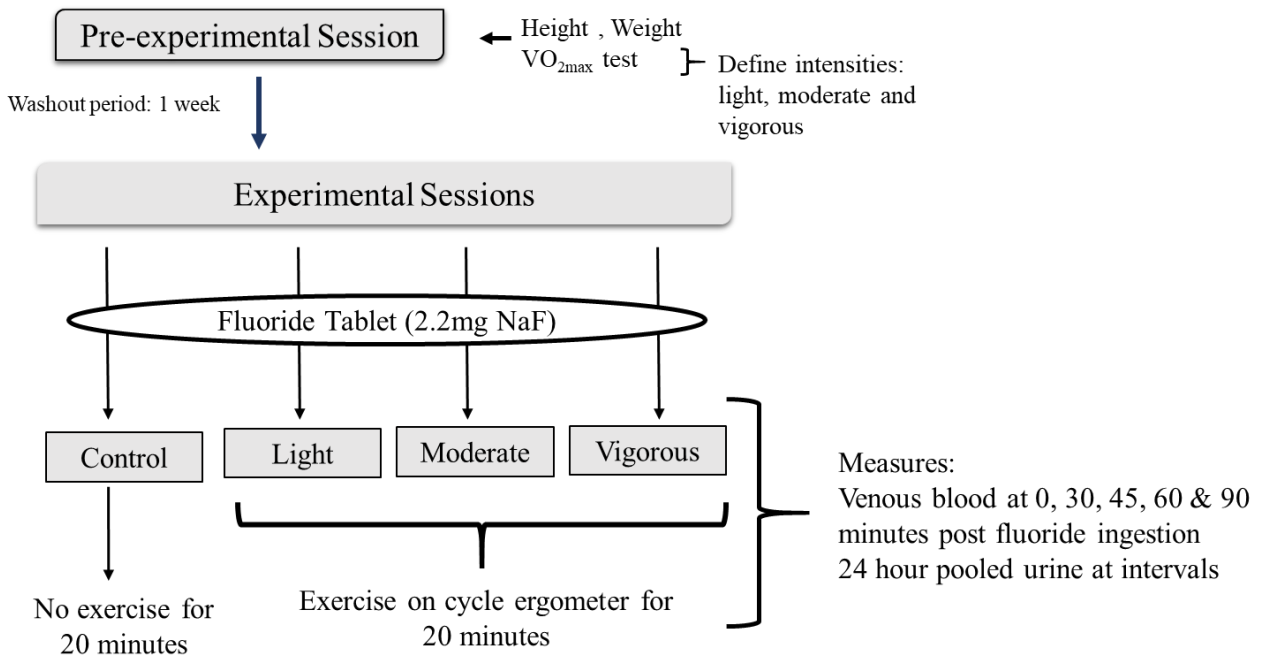 Pre-experimental Session
Height , Weight
VO2max test
Define intensities:
light, moderate and
vigorous
Washout period: 1 week
Experimental Sessions
Fluoride Tablet (2.2mg NaF)
Control
Light
Moderate
Vigorous
Measures:
Venous blood at 0, 30, 45, 60 & 90
minutes post fluoride ingestion
24 hour pooled urine at intervals
No exercise for
20 minutes
Exercise on cycle ergometer for
20 minutes